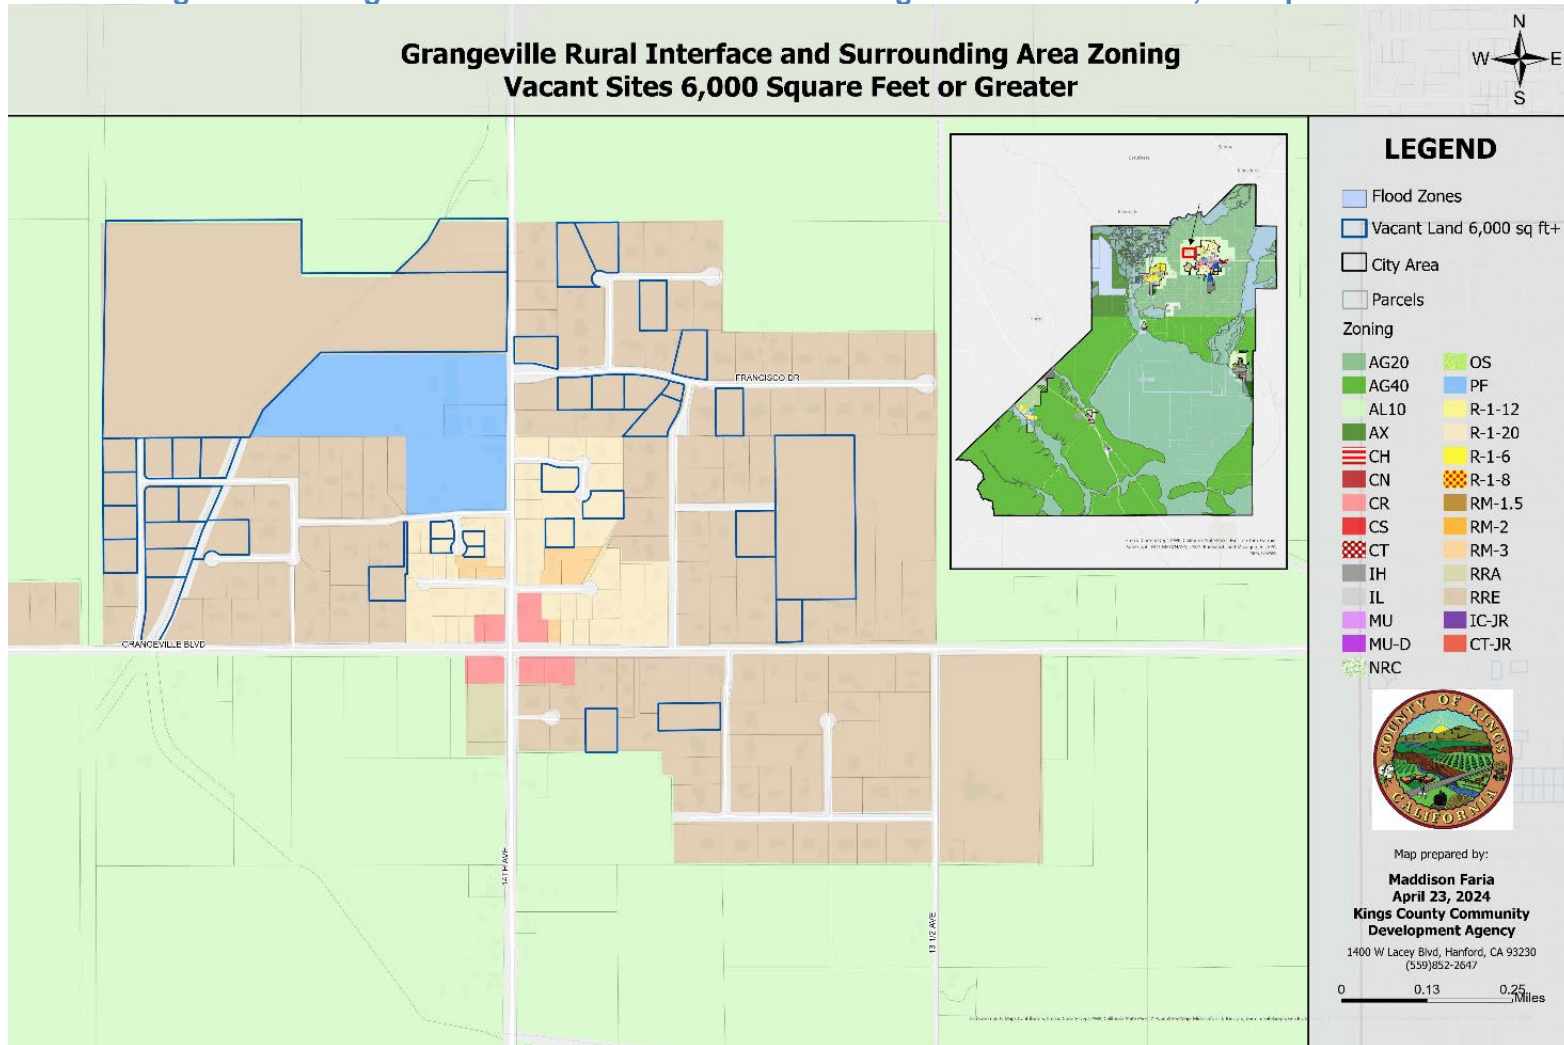 Grangeville Rural Interface and Surrounding Area Zoning
Vacant Sites 6,000 Square Feet or Greater
N
W E
S
LEGEND
Flood Zones
Vacant Land 6,000 sq ft+
City Area
Parcels
Zoning
AG20
AG40
AL10
AX
CH
CN
CR
CS
CT
IH
IL
MU
MU-D
NRC
OS
PF
R-1-12
R-1-20
R-1-6
R-1-8
RM-1.5
RM-2
RM-3
RRA
RRE
IC-JR
CT-JR
FRANCISCO DR
GRANGEVILLE BLVD
14TH AVE
13 1/2 AVE
COUNTY OF KINGS
CALIFORNIA
Map prepared by:
Maddison Faria
April 23, 2024
Kings County Community
Development Agency
1400 W Lacey Blvd, Hanford, CA 93230
(559)852-2647
0 0.13 0.25
Miles